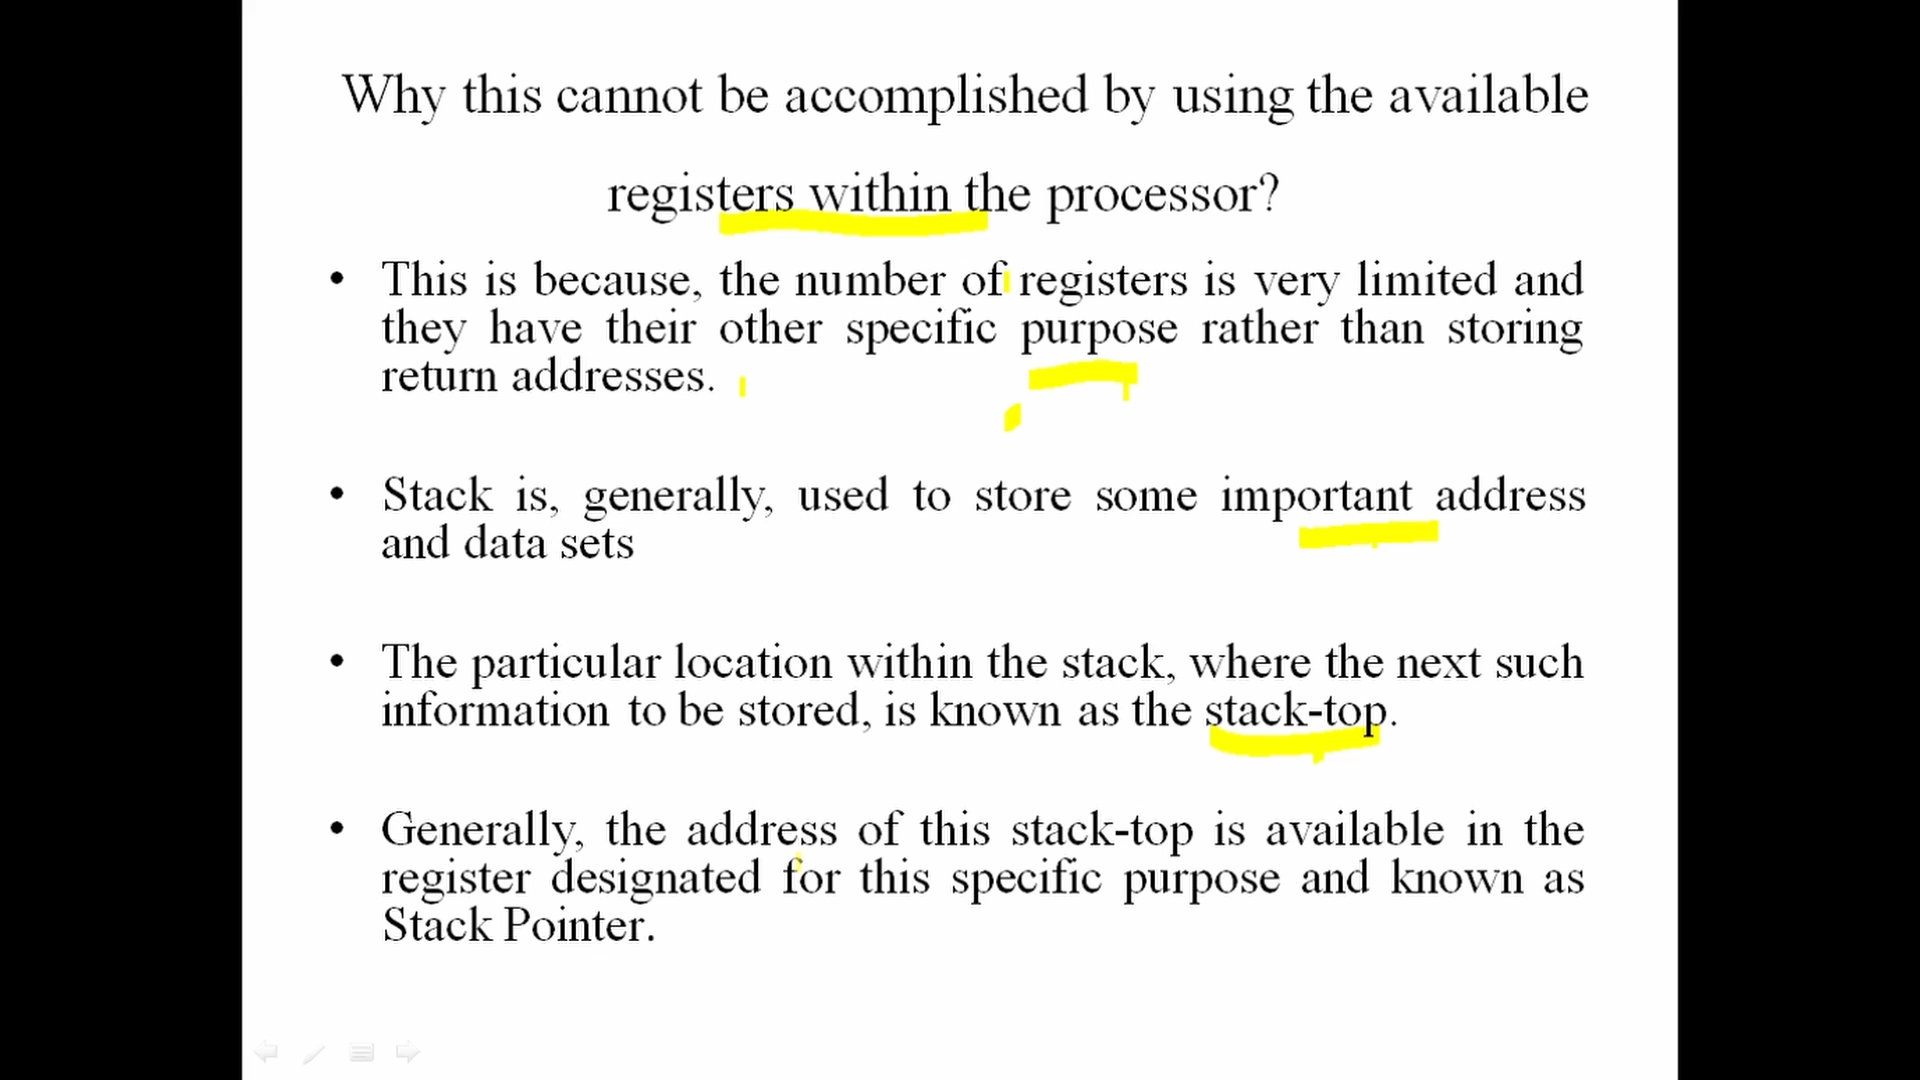 Why this cannot be accomplished by using the available
registers within the processor?
• This is because, the number of registers is very limited and
they have their other specific purpose rather than storing
return addresses.
• Stack is, generally, used to store some important address
and data sets
• The particular location within the stack, where the next such
information to be stored, is known as the stack-top.
• Generally, the address of this stack-top is available in the
register designated for this specific purpose and known as
Stack Pointer.